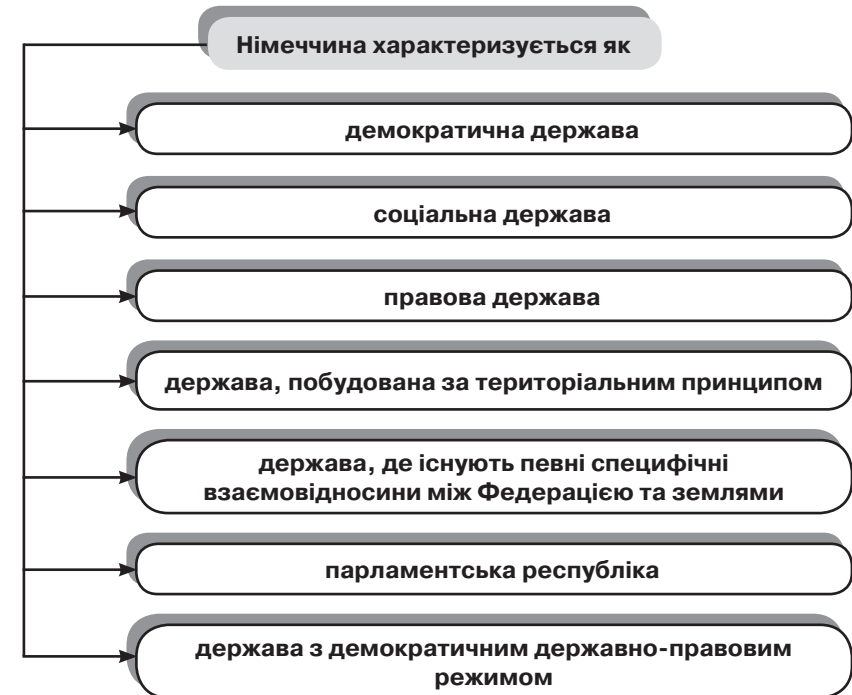 Німеччина характеризується як
демократична держава
соціальна держава
правова держава
держава, побудована за територіальним принципом
держава, де існують певні специфічні
взаємовідносини між Федерацією та землями
парламентська республіка
держава з демократичним державно-правовим
режимом